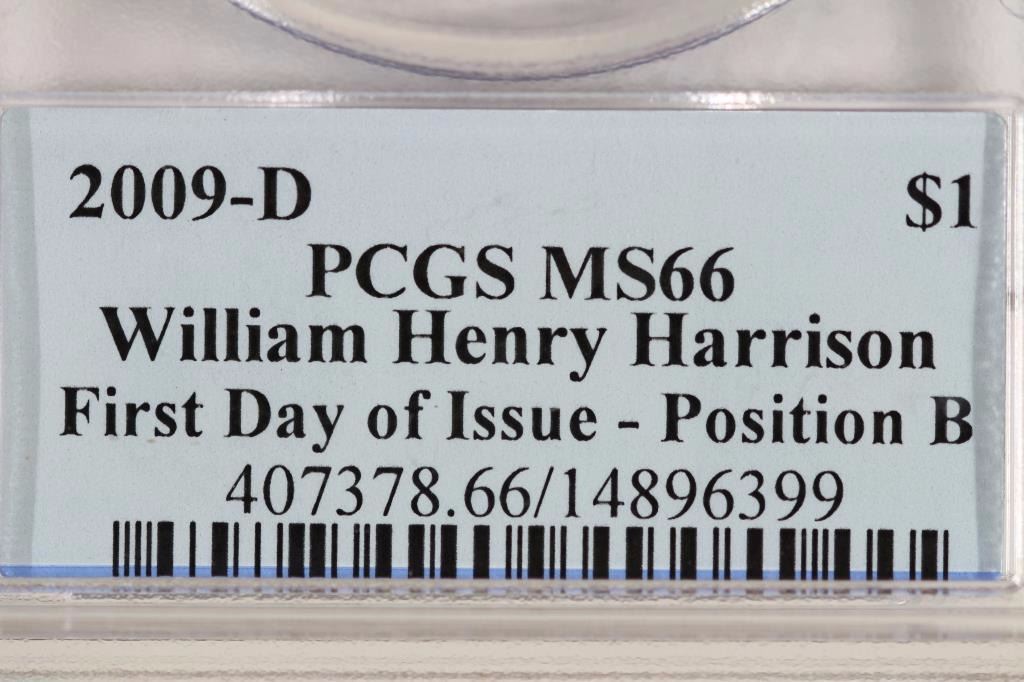 2009-D $1
PCGS MS66
William Henry Harrison
First Day of Issue - Position B
407378.66/14896399